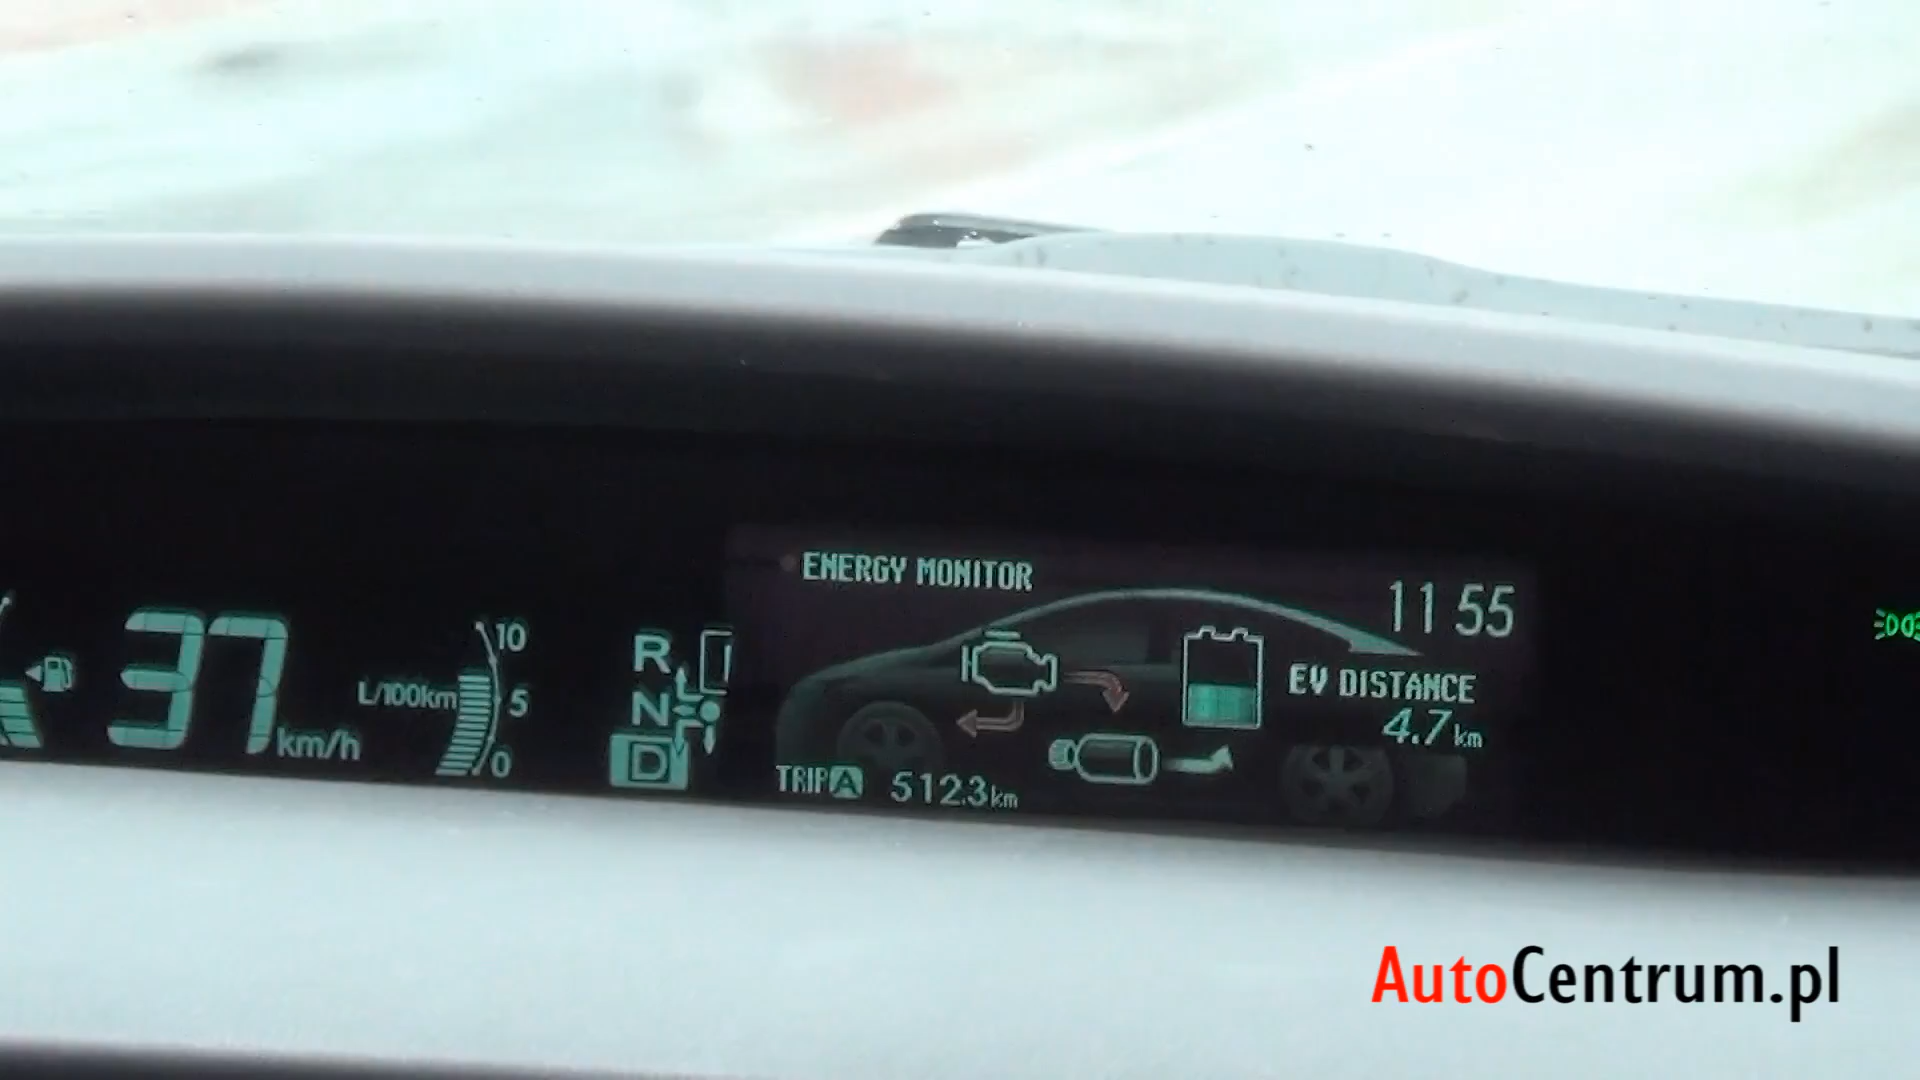 ENERGY MONITOR
11 55
37 km/h
L/100km
10
5
0
R
N
D
EV DISTANCE
4.7 km
TRIP A 512.3 km
AutoCentrum.pl